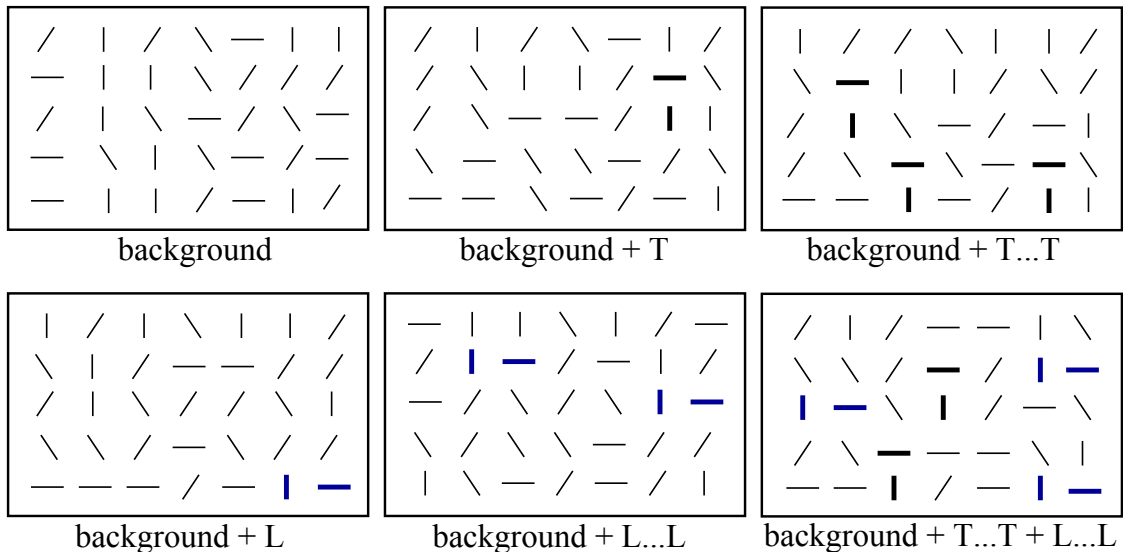 background
background + T
background + T...T
background + L
background + L...L
background + T...T + L...L